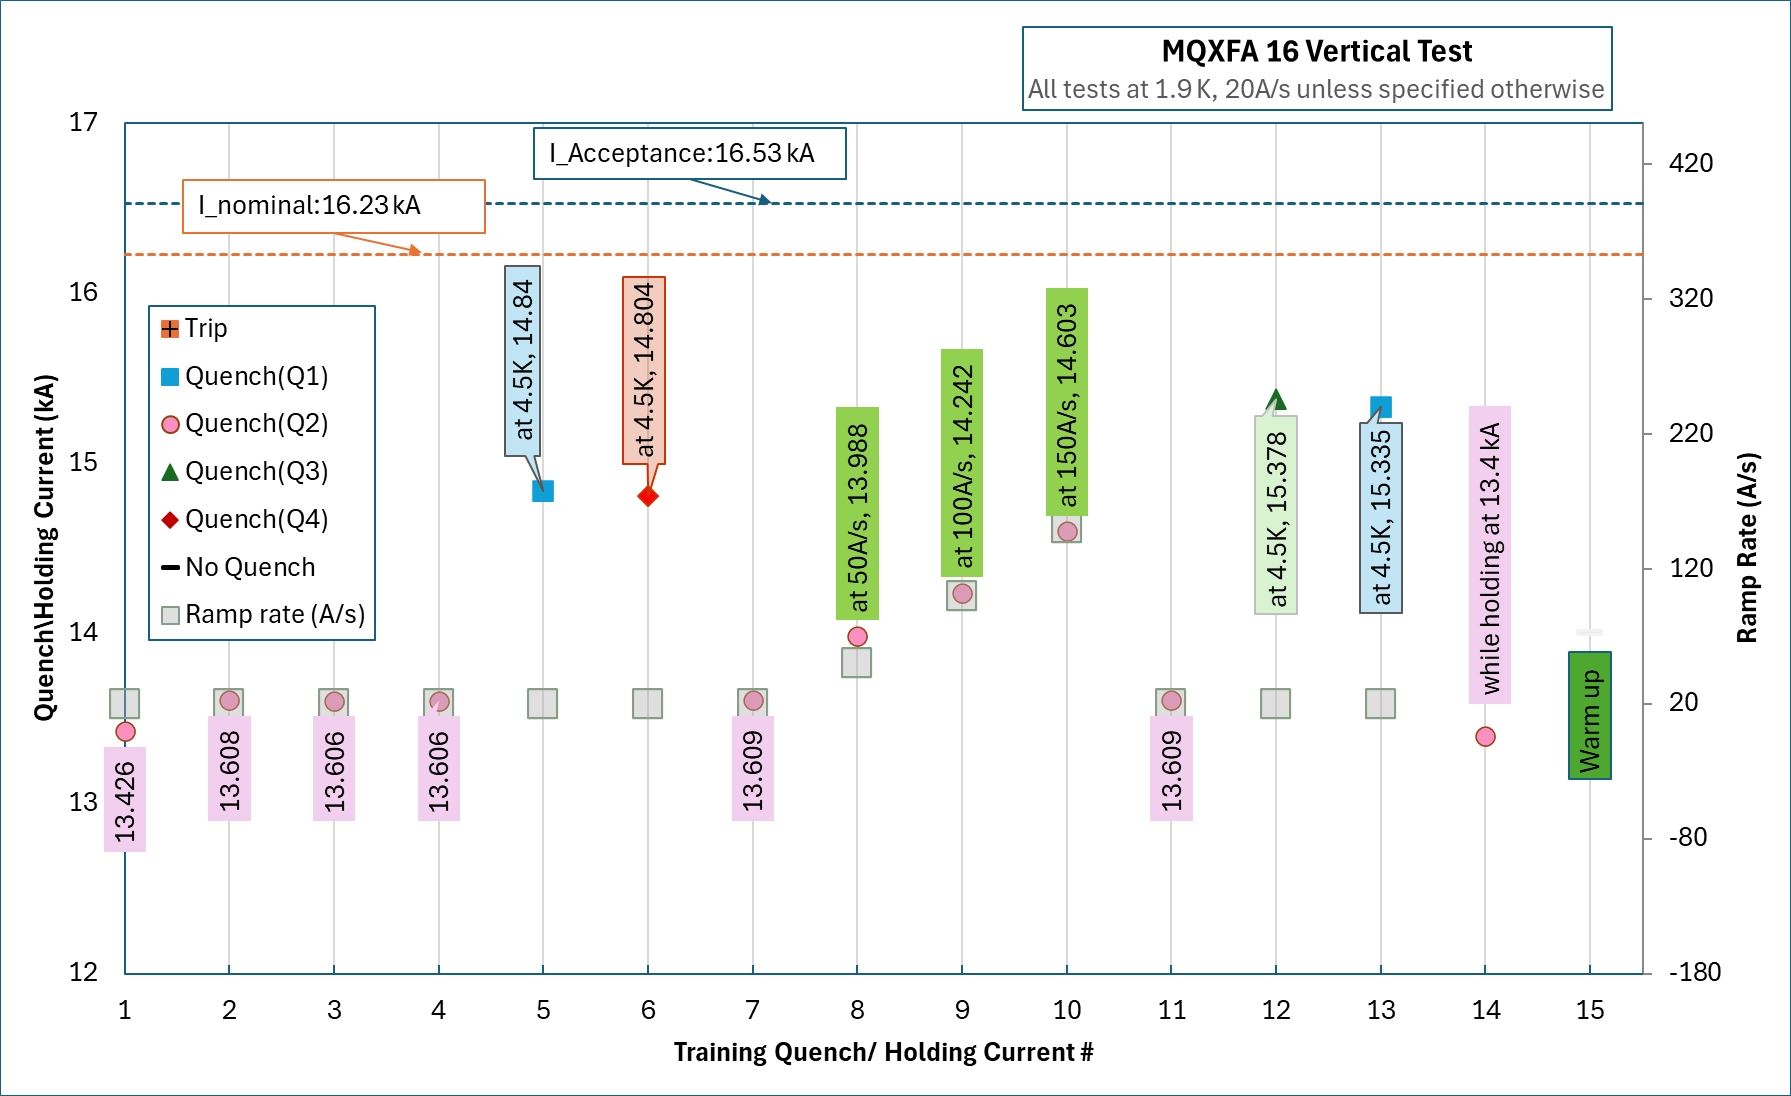 MQXFA 16 Vertical Test
All tests at 1.9 K, 20A/s unless specified otherwise
I_Acceptance:16.53 kA
I_nominal:16.23 kA
Trip
Quench(Q1)
Quench(Q2)
Quench(Q3)
Quench(Q4)
No Quench
Ramp rate (A/s)
Quench\Holding Current (kA)
17
16
15
14
13
12
13.426
13.608
13.606
13.606
at 4.5K, 14.84
at 4.5K, 14.804
13.609
at 50A/s, 13.988
at 100A/s, 14.242
at 150A/s, 14.603
13.609
at 4.5K, 15.378
at 4.5K, 15.335
while holding at 13.4 kA
Warm up
420
320
220
120
20
-80
-180
Ramp Rate (A/s)
1 2 3 4 5 6 7 8 9 10 11 12 13 14 15
Training Quench/ Holding Current #